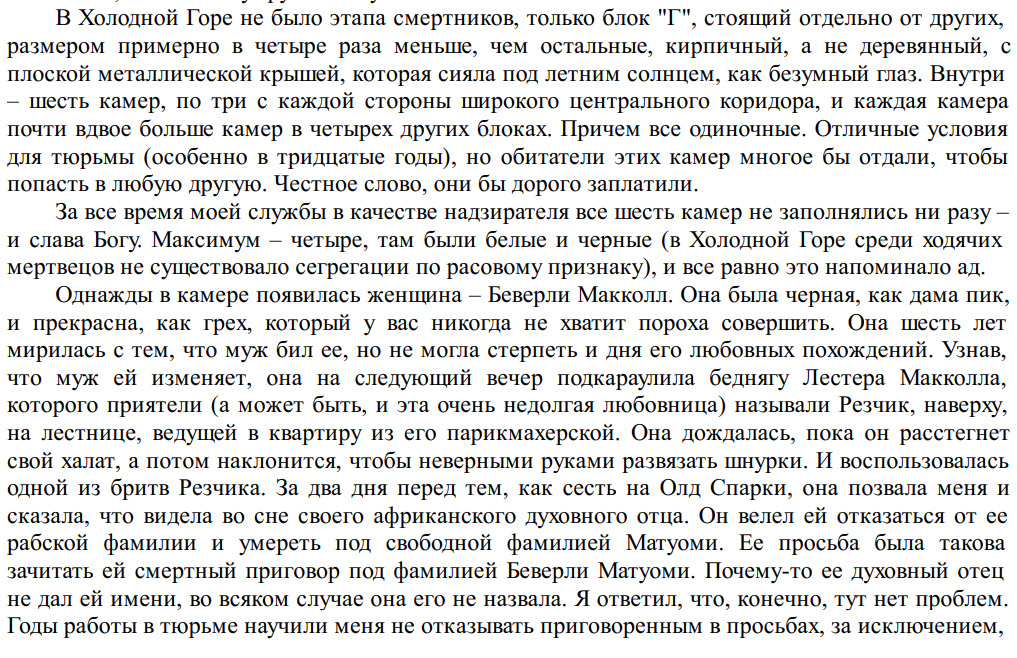 В Холодной Горе не было этапа смертников, только блок "Г", стоящий отдельно от других,
размером примерно в четыре раза меньше, чем остальные, кирпичный, а не деревянный, с
плоской металлической крышей, которая сияла под летним солнцем, как безумный глаз. Внутри
– шесть камер, по три с каждой стороны широкого центрального коридора, и каждая камера
почти вдвое больше камер в четырех других блоках. Причем все одиночные. Отличные условия
для тюрьмы (особенно в тридцатые годы), но обитатели этих камер многое бы отдали, чтобы
попасть в любую другую. Честное слово, они бы дорого заплатили.
За все время моей службы в качестве надзирателя все шесть камер не заполнялись ни разу –
и слава Богу. Максимум – четыре, там были белые и черные (в Холодной Горе среди ходячих
мертвецов не существовало сегрегации по расовому признаку), и все равно это напоминало ад.
Однажды в камере появилась женщина – Беверли Макколл. Она была черная, как дама пик,
и прекрасна, как грех, который у вас никогда не хватит пороха совершить. Она шесть лет
мирилась с тем, что муж бил ее, но не могла стерпеть и дня его любовных похождений. Узнав,
что муж ей изменяет, она на следующий вечер подкараулила беднягу Лестера Макколла,
которого приятели (а может быть, и эта очень недолгая любовница) называли Резчик, наверху,
на лестнице, ведущей в квартиру из его парикмахерской. Она дождалась, пока он расстегнет
свой халат, а потом наклонится, чтобы неверными руками развязать шнурки. И воспользовалась
одной из бритв Резчика. За два дня перед тем, как сесть на Олд Спарки, она позвала меня и
сказала, что видела во сне своего африканского духовного отца. Он велел ей отказаться от ее
рабской фамилии и умереть под свободной фамилией Матуоми. Ее просьба была такова
зачитать ей смертный приговор под фамилией Беверли Матуоми. Почему-то ее духовный отец
не дал ей имени, во всяком случае она его не назвала. Я ответил, что, конечно, тут нет проблем.
Годы работы в тюрьме научили меня не отказывать приговоренным в просьбах, за исключением,